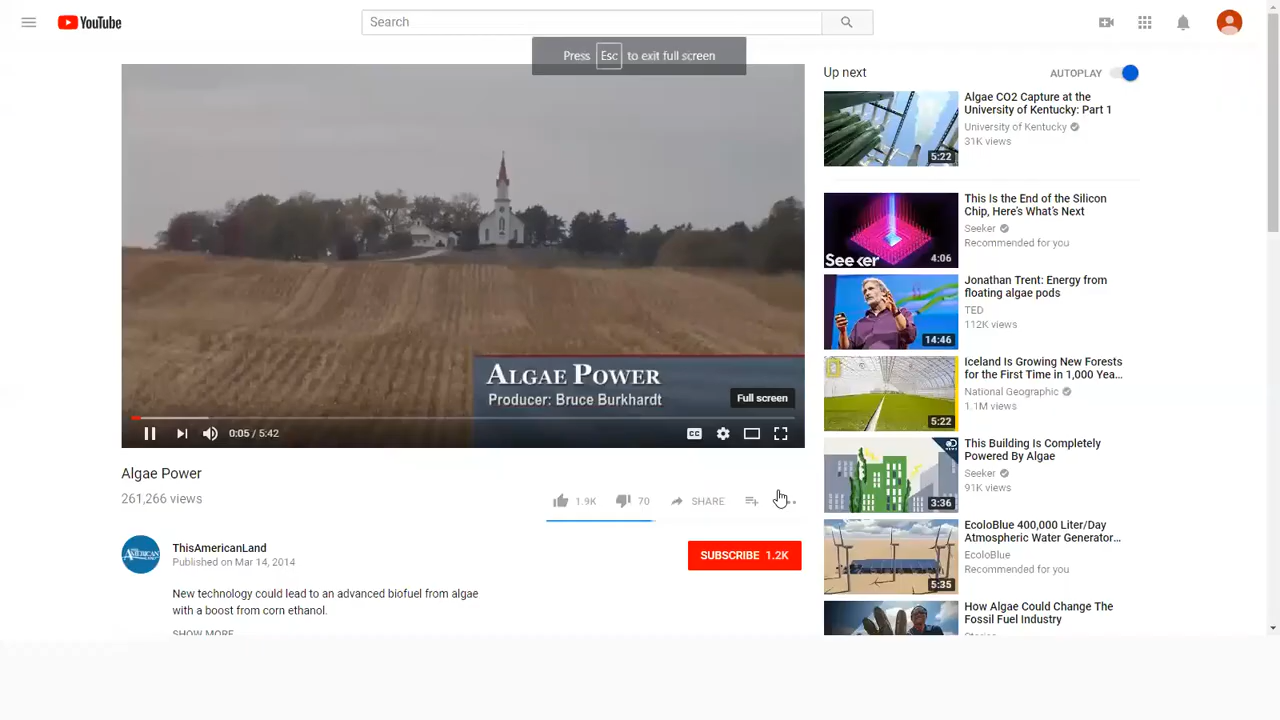 YouTube
Search
Press Esc to exit full screen
ALGAE POWER
Producer: Bruce Burkhardt
Full screen
0:05 / 5:42
CC
Algae Power
261,266 views
1.9K
70
SHARE
AMERICAN
ThisAmericanLand
Published on Mar 14, 2014
SUBSCRIBE 1.2K
New technology could lead to an advanced biofuel from algae
with a boost from corn ethanol.
SHOW MORE
Up next
AUTOPLAY
5:22
Algae CO2 Capture at the
University of Kentucky: Part 1
University of Kentucky
31K views
Seeker
4:06
This Is the End of the Silicon
Chip, Here's What's Next
Seeker
Recommended for you
14:46
Jonathan Trent: Energy from
floating algae pods
TED
112K views
5:22
Iceland Is Growing New Forests
for the First Time in 1,000 Yea...
National Geographic
1.1M views
3:36
This Building Is Completely
Powered By Algae
Seeker
91K views
5:35
EcoloBlue 400,000 Liter/Day
Atmospheric Water Generator...
EcoloBlue
Recommended for you
How Algae Could Change The
Fossil Fuel Industry